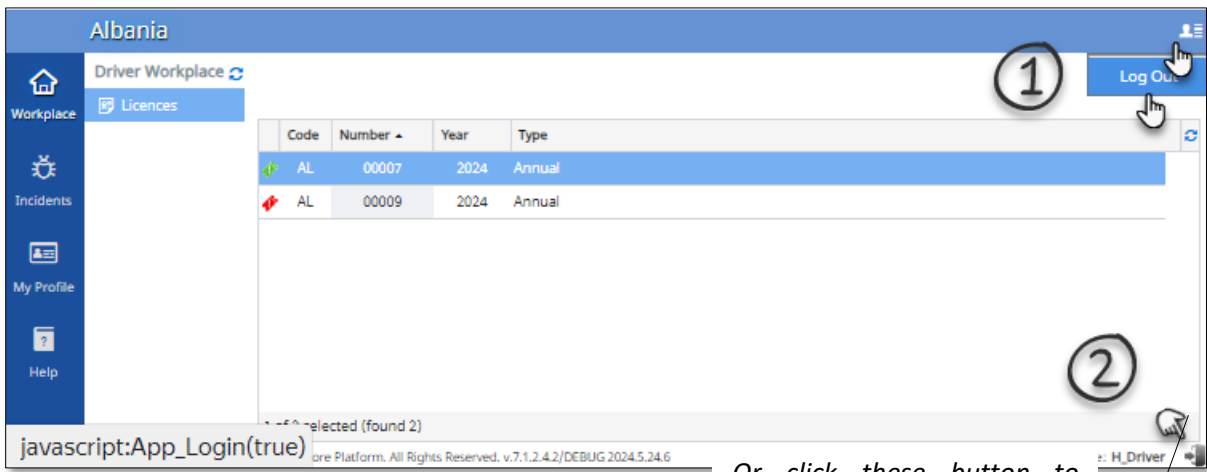 Albania
Driver Workplace
1
Log Out
Workplace
Licences
Code Number Year Type
AL 00007 2024 Annual
Incidents
AL 00009 2024 Annual
My Profile
?
Help
2
selected (found 2)
javascript:App_Login(true)
ore Platform. All Rights Reserved. v.7.1.2.4.2/DEBUG 2024.5.24.6
Or click these button to
e: H_Driver